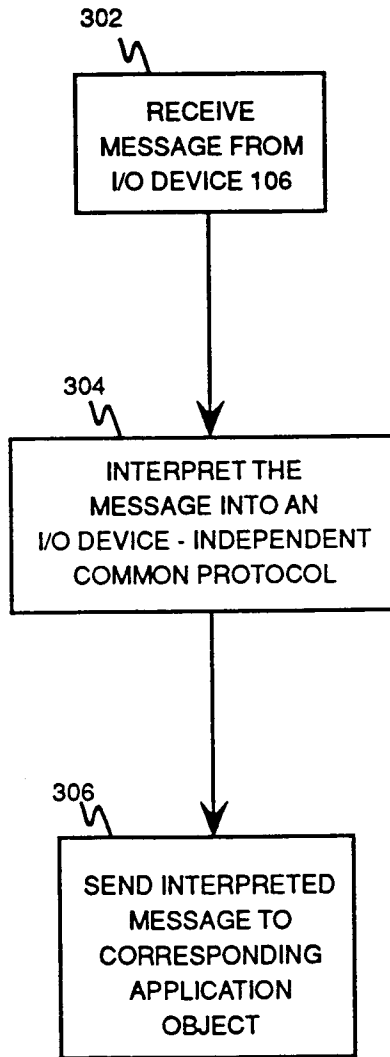 302
RECEIVE
MESSAGE FROM
I/O DEVICE 106
304
INTERPRET THE
MESSAGE INTO AN
I/O DEVICE - INDEPENDENT
COMMON PROTOCOL
306
SEND INTERPRETED
MESSAGE TO
CORRESPONDING
APPLICATION
OBJECT